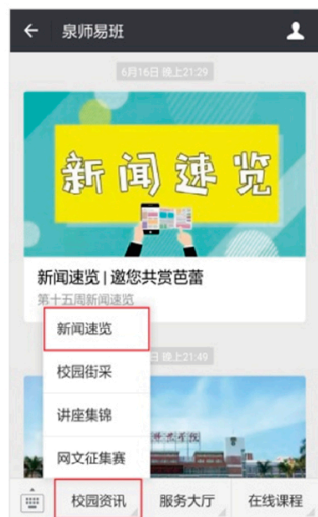 泉师易班
6月16日 晚上21:29
新闻速览
新闻速览 | 邀您共赏芭蕾
第十五周新闻速览
新闻速览
日 晚上21:49
校园街采
讲座集锦
网文征集赛
校园资讯
服务大厅
在线课程